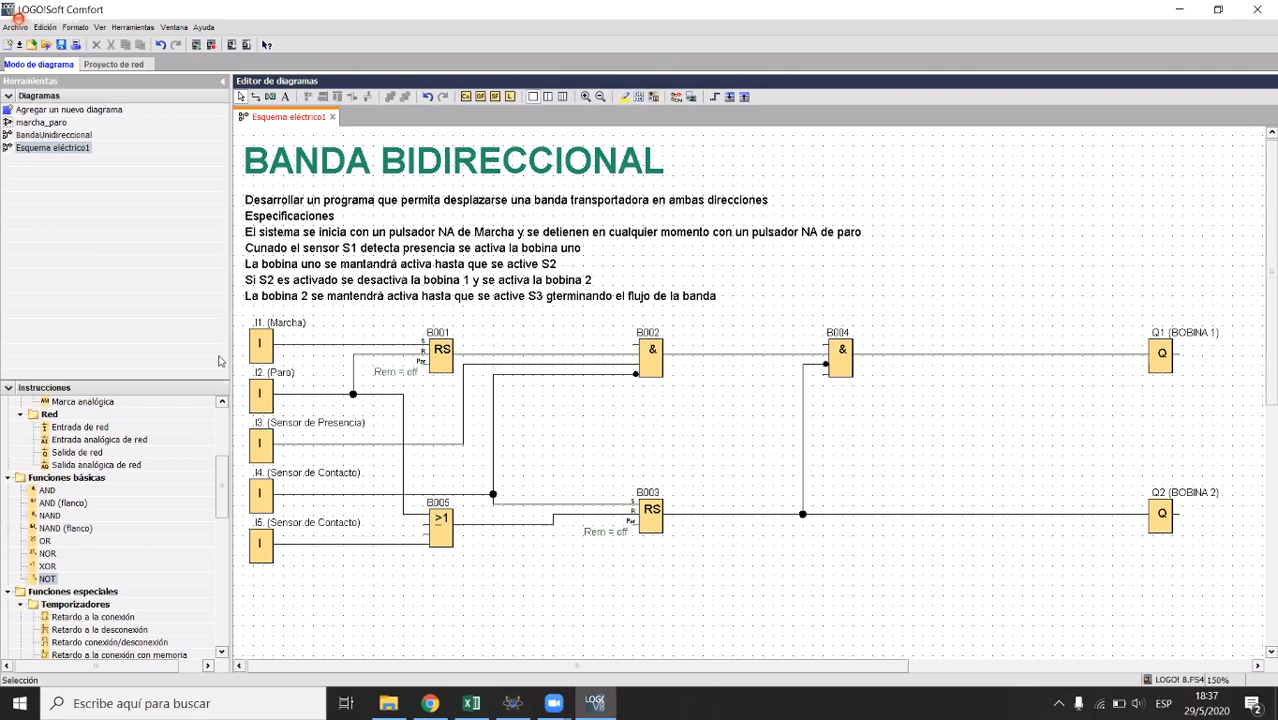 LOGO!Soft Comfort
Archivo Edición Formato Ver Herramientas Ventana Ayuda
Modo de diagrama Proyecto de red
Herramientas
Diagramas
Agregar un nuevo diagrama
marcha_paro
BandaUnidireccional
Esquema eléctrico1
Instrucciones
Marca analógica
Red
Entrada de red
Entrada analógica de red
Salida de red
Salida analógica de red
Funciones básicas
AND
AND (flanco)
NAND
NAND (flanco)
OR
NOR
XOR
NOT
Funciones especiales
Temporizadores
Retardo a la conexión
Retardo a la desconexión
Retardo conexión/desconexión
Retardo a la conexión con memoria
Editor de diagramas
Co GF SF L
Esquema eléctrico1
BANDA BIDIRECCIONAL
Desarrollar un programa que permita desplazarse una banda transportadora en ambas direcciones
Especificaciones
El sistema se inicia con un pulsador NA de Marcha y se detienen en cualquier momento con un pulsador NA de paro
Cunado el sensor S1 detecta presencia se activa la bobina uno
La bobina uno se mantandrá activa hasta que se active S2
Si S2 es activado se desactiva la bobina 1 y se activa la bobina 2
La bobina 2 se mantendrá activa hasta que se active S3 gterminando el flujo de la banda
I1. (Marcha) B001 B002 B004 Q1 (BOBINA 1)
I S R Par RS & & Q
Rem = off
I2. (Paro)
I
I3. (Sensor de Presencia)
I
I4. (Sensor de Contacto) B003 Q2 (BOBINA 2)
I S R Par RS Q
Rem = off
I5. (Sensor de Contacto) B005
I >1
Selección LOGO! 8.FS4 150%
Escribe aquí para buscar
ESP
18:37
29/5/2020
2